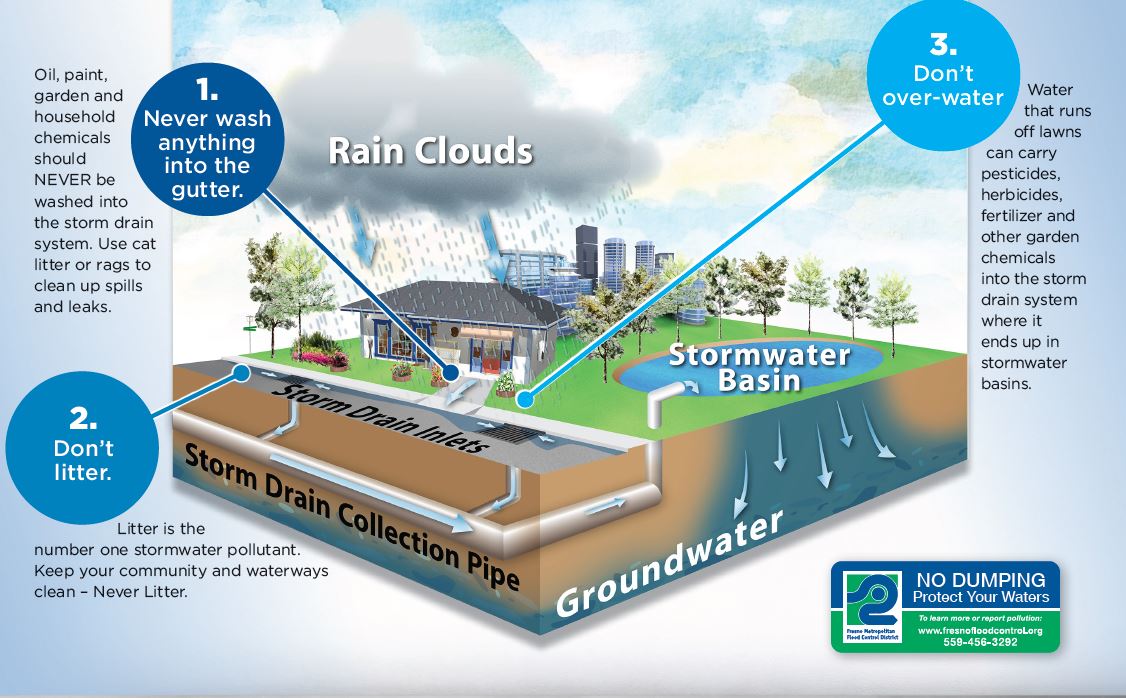 Oil, paint,
garden and
household
chemicals
should
NEVER be
washed into
the storm drain
system. Use cat
litter or rags to
clean up spills
and leaks.
1.
Never wash
anything
into the
gutter.
Rain Clouds
3.
Don't
over-water
Water
that runs
off lawns
can carry
pesticides,
herbicides,
fertilizer and
other garden
chemicals
into the storm
drain system
where it
ends up in
stormwater
basins.
Stormwater
Basin
Storm Drain Inlets
2.
Don't
litter.
Storm Drain Collection Pipe
Groundwater
Litter is the
number one stormwater pollutant.
Keep your community and waterways
clean – Never Litter.
NO DUMPING
Protect Your Waters
To learn more or report pollution:
www.fresnofloodcontrol.org
559-456-3292
Fresno Metropolitan
Flood Control District